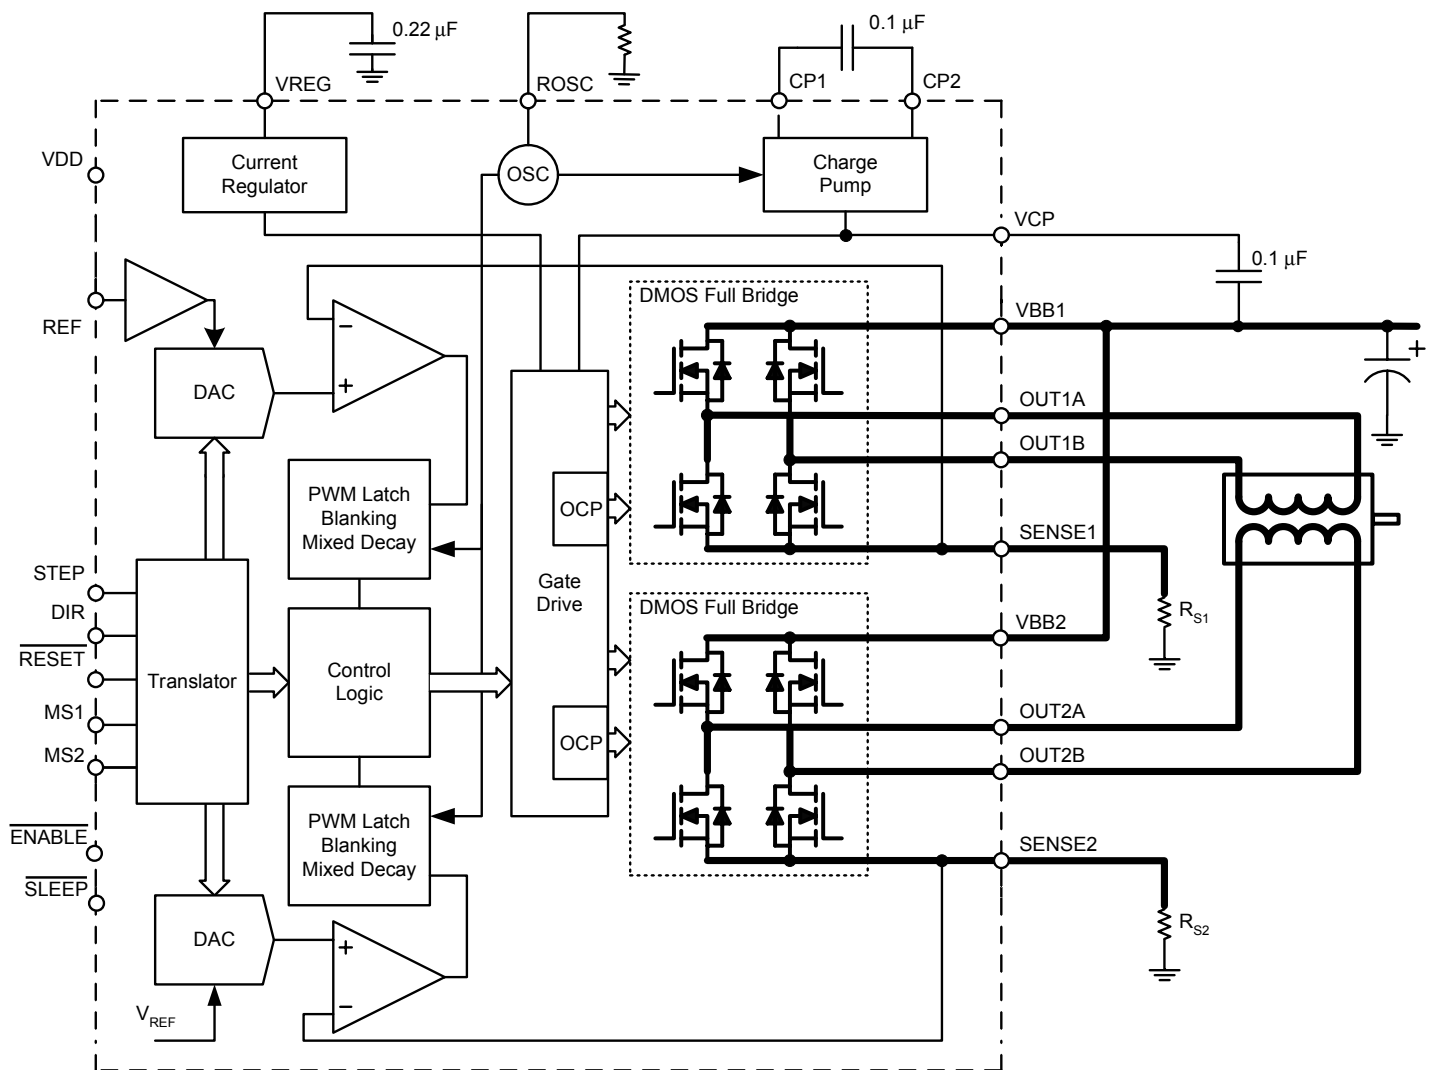 0.22 μF
0.1 μF
VREG
ROSC
CP1
CP2
VDD
Current
Regulator
OSC
Charge
Pump
VCP
0.1 μF
DMOS Full Bridge
VBB1
REF
+
−
DAC
+
OUT1A
OUT1B
PWM Latch
Blanking
Mixed Decay
OCP
SENSE1
STEP
DIR
RESET
MS1
MS2
Translator
Control
Logic
Gate
Drive
DMOS Full Bridge
RS1
VBB2
OUT2A
OCP
OUT2B
ENABLE
SLEEP
PWM Latch
Blanking
Mixed Decay
SENSE2
DAC
+
−
RS2
VREF